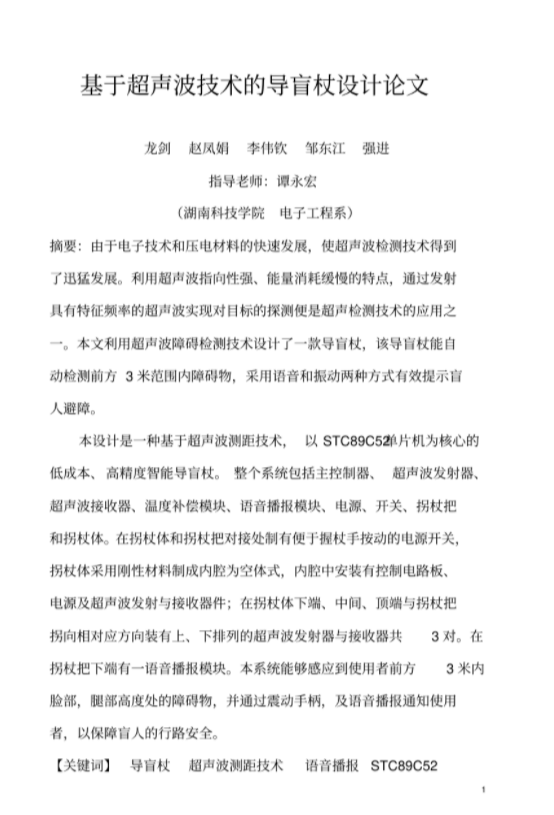 基于超声波技术的导盲杖设计论文
龙剑 赵凤娟 李伟钦 邹东江 强进
指导老师：谭永宏
（湖南科技学院 电子工程系）
摘要：由于电子技术和压电材料的快速发展，使超声波检测技术得到
了迅猛发展。利用超声波指向性强、能量消耗缓慢的特点，通过发射
具有特征频率的超声波实现对目标的探测便是超声检测技术的应用之
一。本文利用超声波障碍检测技术设计了一款导盲杖，该导盲杖能自
动检测前方 3 米范围内障碍物，采用语音和振动两种方式有效提示盲
人避障。
本设计是一种基于超声波测距技术， 以 STC89C52单片机为核心的
低成本、高精度智能导盲杖。 整个系统包括主控制器、 超声波发射器、
超声波接收器、温度补偿模块、语音播报模块、电源、开关、拐杖把
和拐杖体。在拐杖体和拐杖把对接处制有便于握杖手按动的电源开关，
拐杖体采用刚性材料制成内腔为空体式，内腔中安装有控制电路板、
电源及超声波发射与接收器件；在拐杖体下端、中间、顶端与拐杖把
拐向相对应方向装有上、下排列的超声波发射器与接收器共 3 对。在
拐杖把下端有一语音播报模块。本系统能够感应到使用者前方 3 米内
脸部，腿部高度处的障碍物，并通过震动手柄，及语音播报通知使用
者，以保障盲人的行路安全。
【关键词】 导盲杖 超声波测距技术 语音播报 STC89C52
1